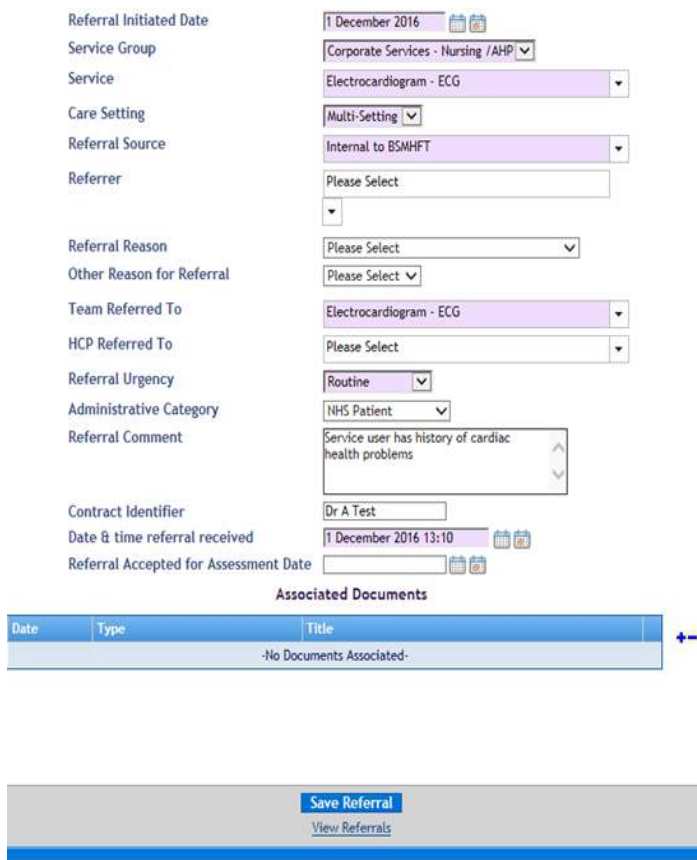 Referral Initiated Date 1 December 2016
Service Group Corporate Services - Nursing /AHP
Service Electrocardiogram - ECG
Care Setting Multi-Setting
Referral Source Internal to BSMHFT
Referrer Please Select
Referral Reason Please Select
Other Reason for Referral Please Select
Team Referred To Electrocardiogram - ECG
HCP Referred To Please Select
Referral Urgency Routine
Administrative Category NHS Patient
Referral Comment Service user has history of cardiac
health problems
Contract Identifier Dr A Test
Date & time referral received 1 December 2016 13:10
Referral Accepted for Assessment Date
Associated Documents
Date Type Title
-No Documents Associated-
Save Referral
View Referrals